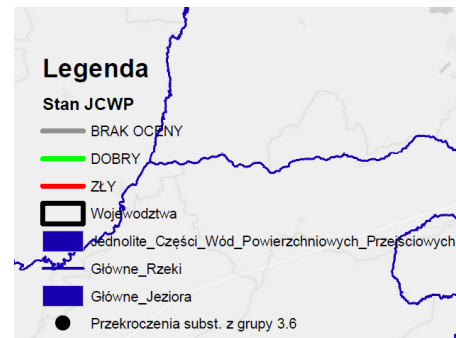 Legenda
Stan JCWP
BRAK OCENY
DOBRY
ZŁY
Województwa
Jednolite_Części_Wód_Powierzchniowych_Przejściowych
Główne_Rzeki
Główne_Jeziora
Przekroczenia subst. z grupy 3.6